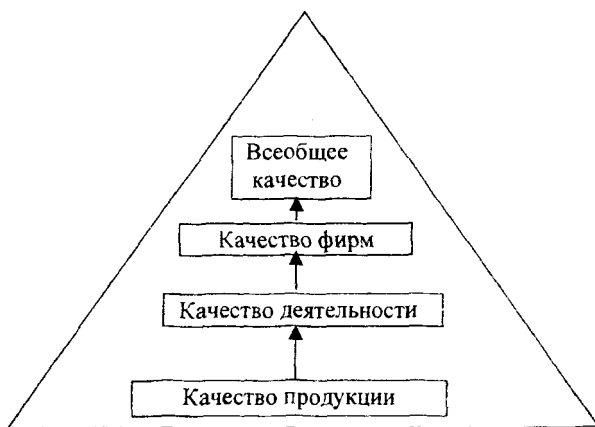 Всеобщее
качество
Качество фирм
Качество деятельности
Качество продукции